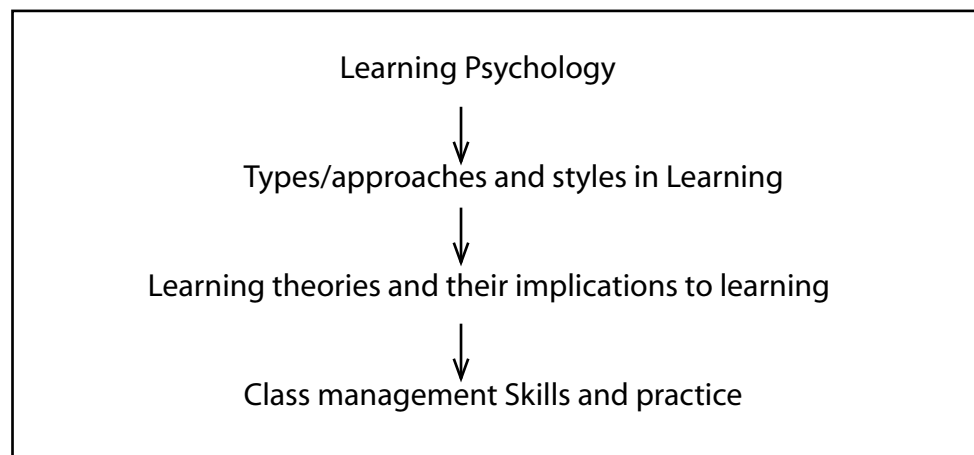 Learning Psychology
Types/approaches and styles in Learning
Learning theories and their implications to learning
Class management Skills and practice